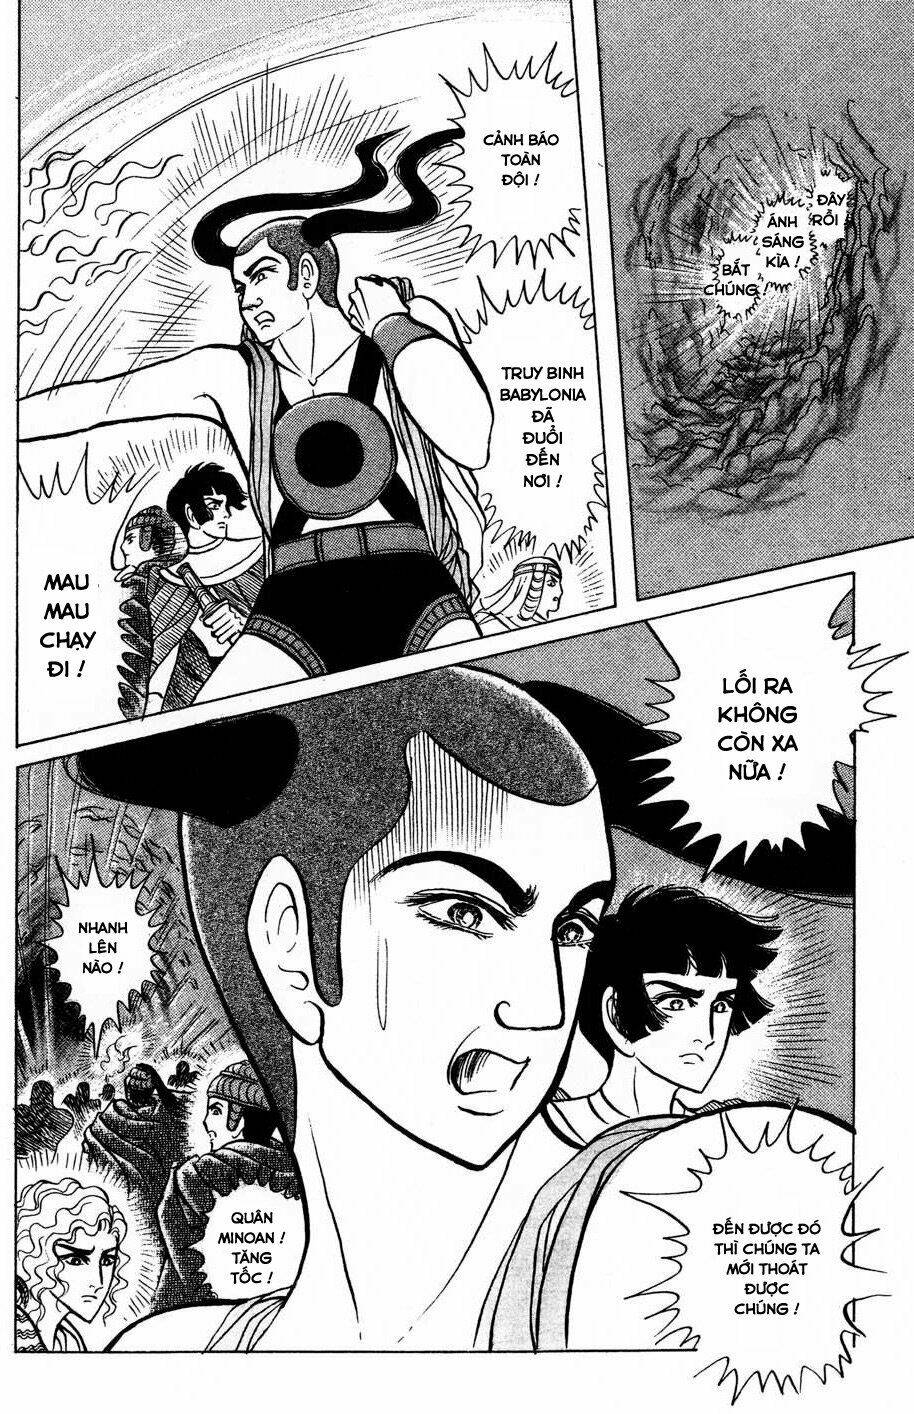 ĐÂY
RỒI
ÁNH
SÁNG
KÌA !
BẮT
CHÚNG !
CẢNH BÁO
TOÀN
ĐỘI !
TRUY BINH
BABYLONIA
ĐÃ
ĐUỔI
ĐẾN
NƠI !
MAU
MAU
CHẠY
ĐI !
LỐI RA
KHÔNG
CÒN XA
NỮA !
NHANH
LÊN
NÀO !
QUÂN
MINOAN !
TĂNG
TỐC !
ĐẾN ĐƯỢC ĐÓ
THÌ CHÚNG TA
MỚI THOÁT
ĐƯỢC
CHÚNG !